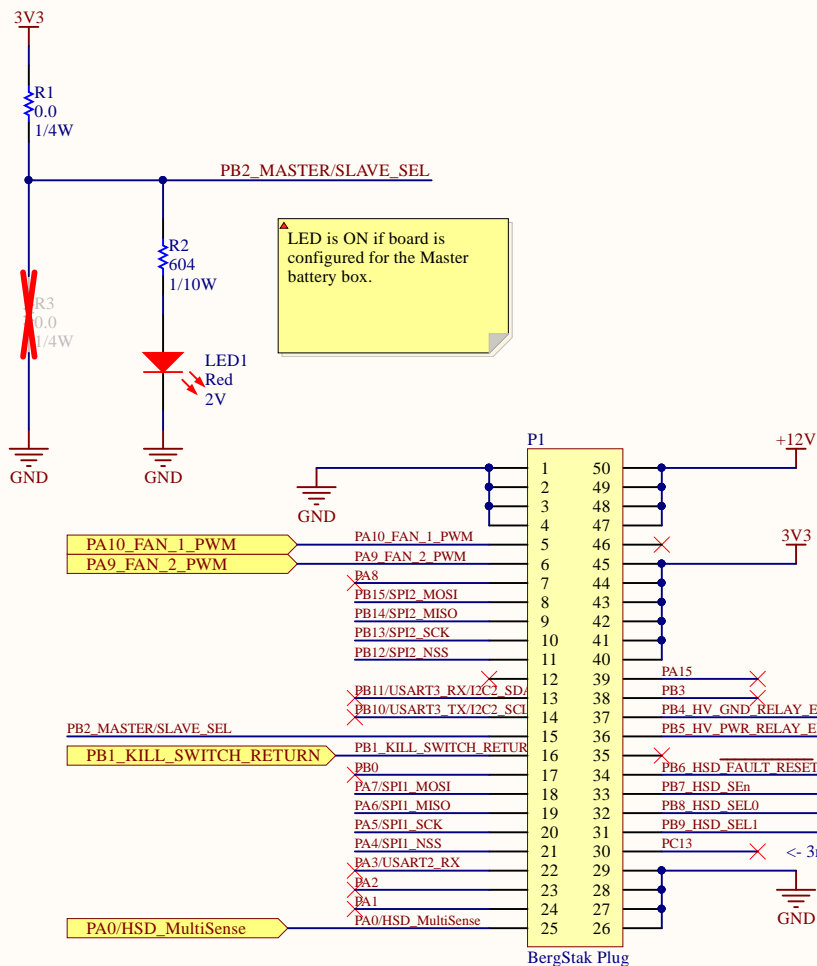 3V3
R1
0.0
1/4W
PB2_MASTER/SLAVE_SEL
R2
604
1/10W
LED is ON if board is
configured for the Master
battery box.
R3
0.0
1/4W
LED1
Red
2V
GND
GND
P1
+12V
GND
1 50
2 49
3 48
4 47
PA10_FAN_1_PWM PA10_FAN_1_PWM 5 46
3V3
PA9_FAN_2_PWM PA9_FAN_2_PWM 6 45
PA8 7 44
PB15/SPI2_MOSI 8 43
PB14/SPI2_MISO 9 42
PB13/SPI2_SCK 10 41
PB12/SPI2_NSS 11 40
12 39 PA15
PB11/USART3_RX/I2C2_SDA 13 38 PB3
PB10/USART3_TX/I2C2_SCL 14 37 PB4_HV_GND_RELAY_E
PB2_MASTER/SLAVE_SEL 15 36 PB5_HV_PWR_RELAY_E
PB1_KILL_SWITCH_RETURN PB1_KILL_SWITCH_RETUR 16 35
PB0 17 34 PB6_HSD_FAULT_RESET
PA7/SPI1_MOSI 18 33 PB7_HSD_SEn
PA6/SPI1_MISO 19 32 PB8_HSD_SEL0
PA5/SPI1_SCK 20 31 PB9_HSD_SEL1
PA4/SPI1_NSS 21 30 PC13 <- 3
PA3/USART2_RX 22 29
PA2 23 28
PA1 24 27
PA0/HSD_MultiSense PA0/HSD_MultiSense 25 26
GND
BergStak Plug